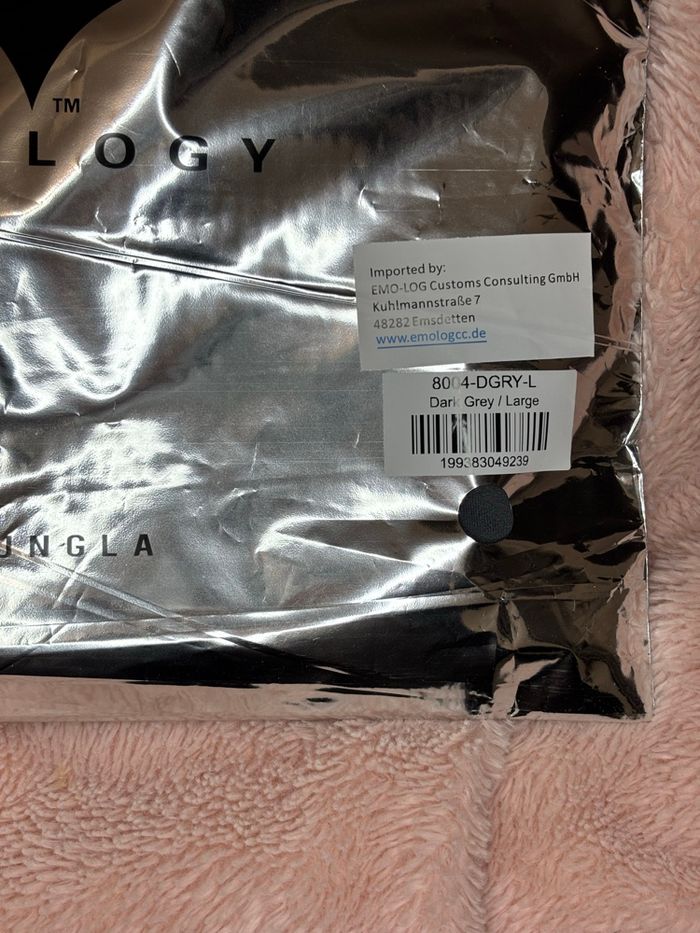 TM
LOGY
Imported by:
EMO-LOG Customs Consulting GmbH
Kuhlmannstraße 7
48282 Emsdetten
www.emologcc.de
8004-DGRY-L
Dark Grey / Large
199383049239
UNGLA